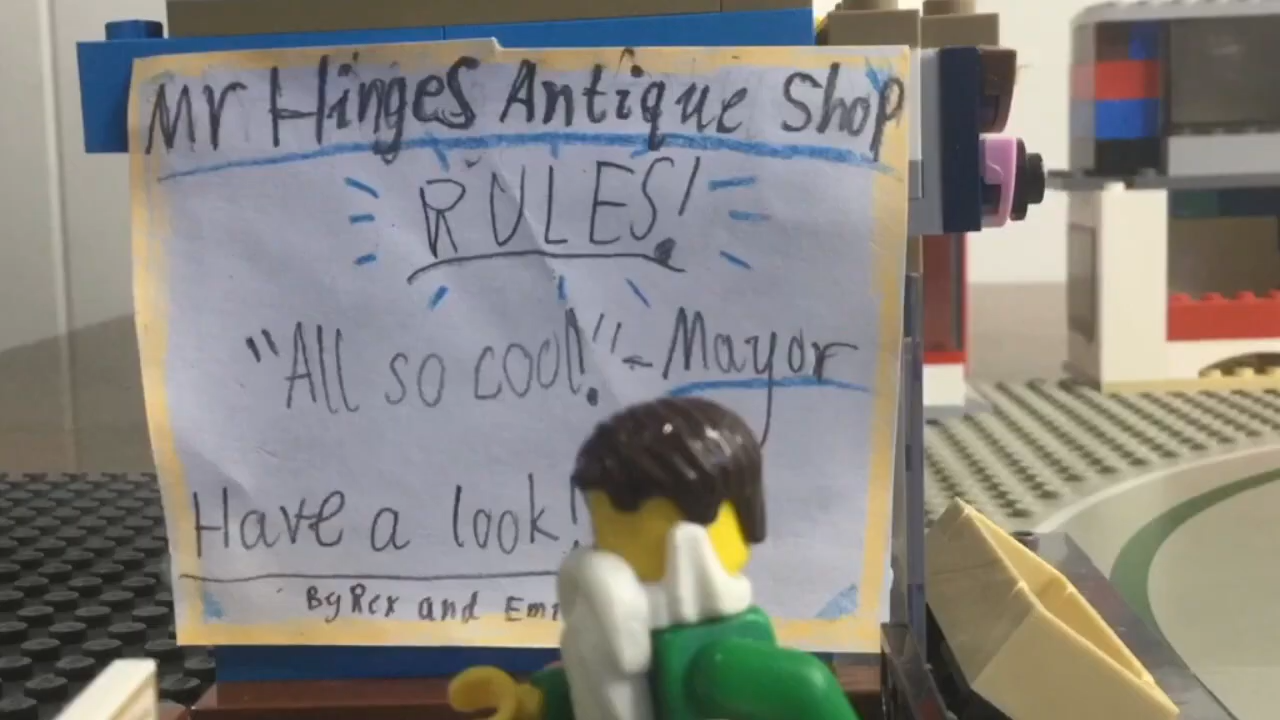 Mr Hinges Antique Shop
RULES!
"All so cool!" - Mayor
Have a look!
By Rex and